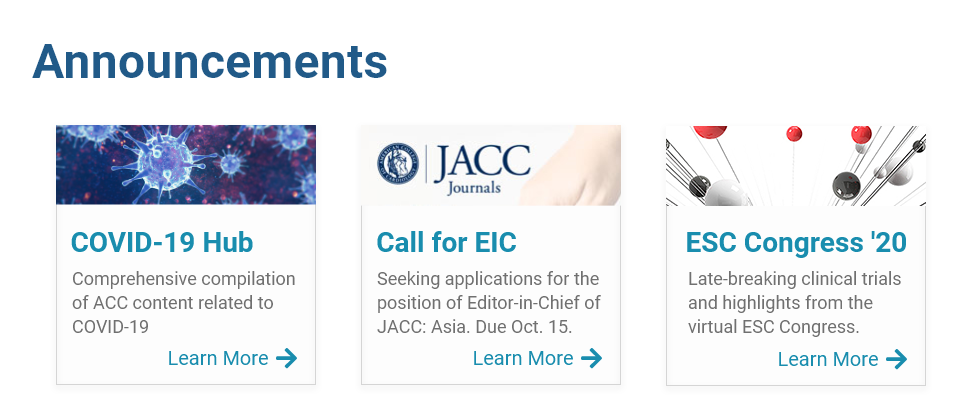 Announcements
JACC
Journals
COVID-19 Hub
Comprehensive compilation
of ACC content related to
COVID-19
Learn More
Call for EIC
Seeking applications for the
position of Editor-in-Chief of
JACC: Asia. Due Oct. 15.
Learn More
ESC Congress '20
Late-breaking clinical trials
and highlights from the
virtual ESC Congress.
Learn More